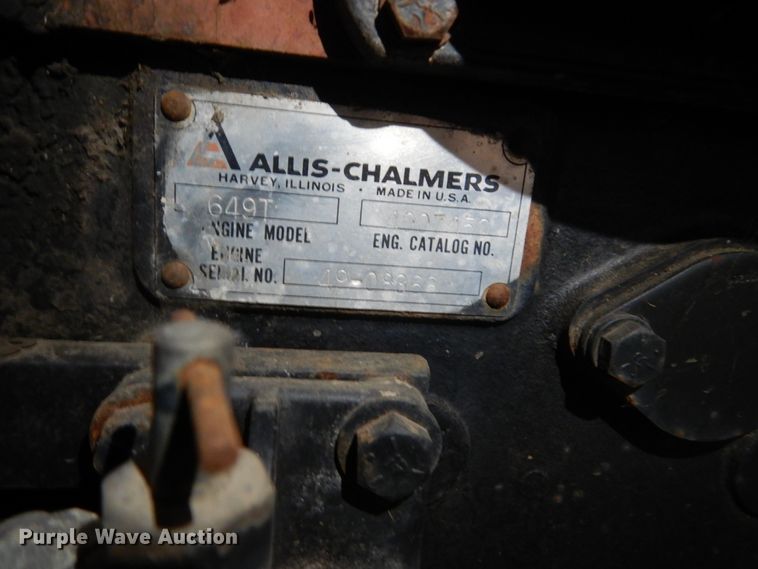 ALLIS-CHALMERS
HARVEY, ILLINOIS · MADE IN U.S.A.
649T
ENGINE MODEL ENG. CATALOG NO.
ENGINE
SERIAL NO.
Purple Wave Auction